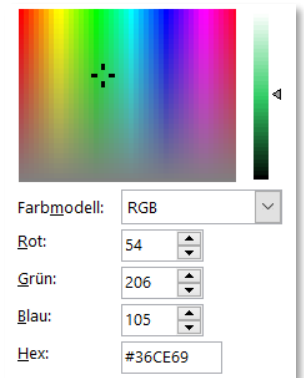 Farbmodell: RGB
Rot: 54
Grün: 206
Blau: 105
Hex: #36CE69